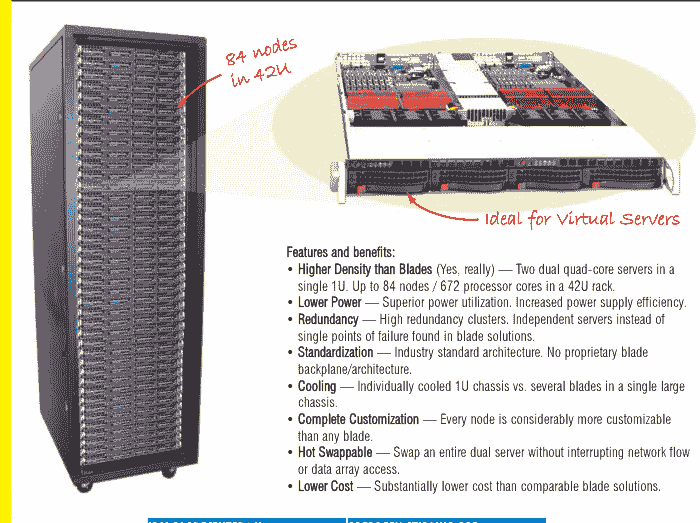 84 nodes
in 42U
Ideal for Virtual Servers
Features and benefits:
• Higher Density than Blades (Yes, really) — Two dual quad-core servers in a
single 1U. Up to 84 nodes / 672 processor cores in a 42U rack.
• Lower Power — Superior power utilization. Increased power supply efficiency.
• Redundancy — High redundancy clusters. Independent servers instead of
single points of failure found in blade solutions.
• Standardization — Industry standard architecture. No proprietary blade
backplane/architecture.
• Cooling — Individually cooled 1U chassis vs. several blades in a single large
chassis.
• Complete Customization — Every node is considerably more customizable
than any blade.
• Hot Swappable — Swap an entire dual server without interrupting network flow
or data array access.
• Lower Cost — Substantially lower cost than comparable blade solutions.